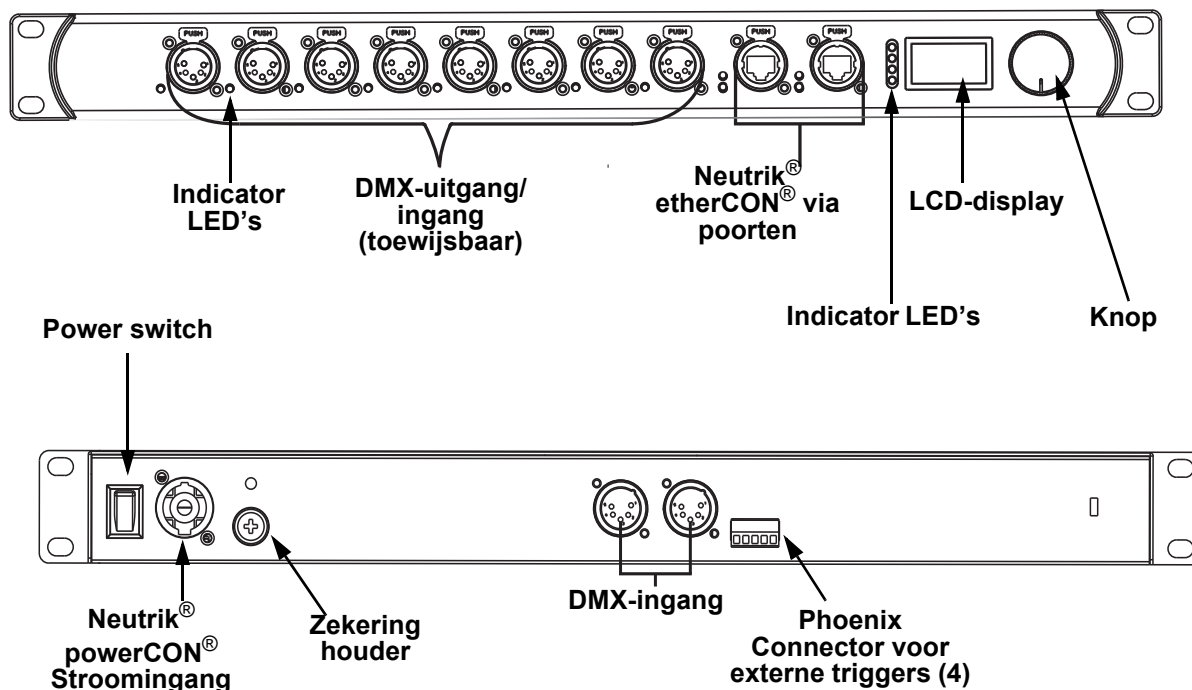 PUSH PUSH PUSH PUSH PUSH PUSH PUSH PUSH PUSH PUSH
Indicator
LED’s
DMX-uitgang/
ingang
(toewijsbaar)
Neutrik®
etherCON® via
poorten
LCD-display
Indicator LED’s
Knop
Power switch
Neutrik®
powerCON®
Stroomingang
Zekering
houder
DMX-ingang
Phoenix
Connector voor
externe triggers (4)